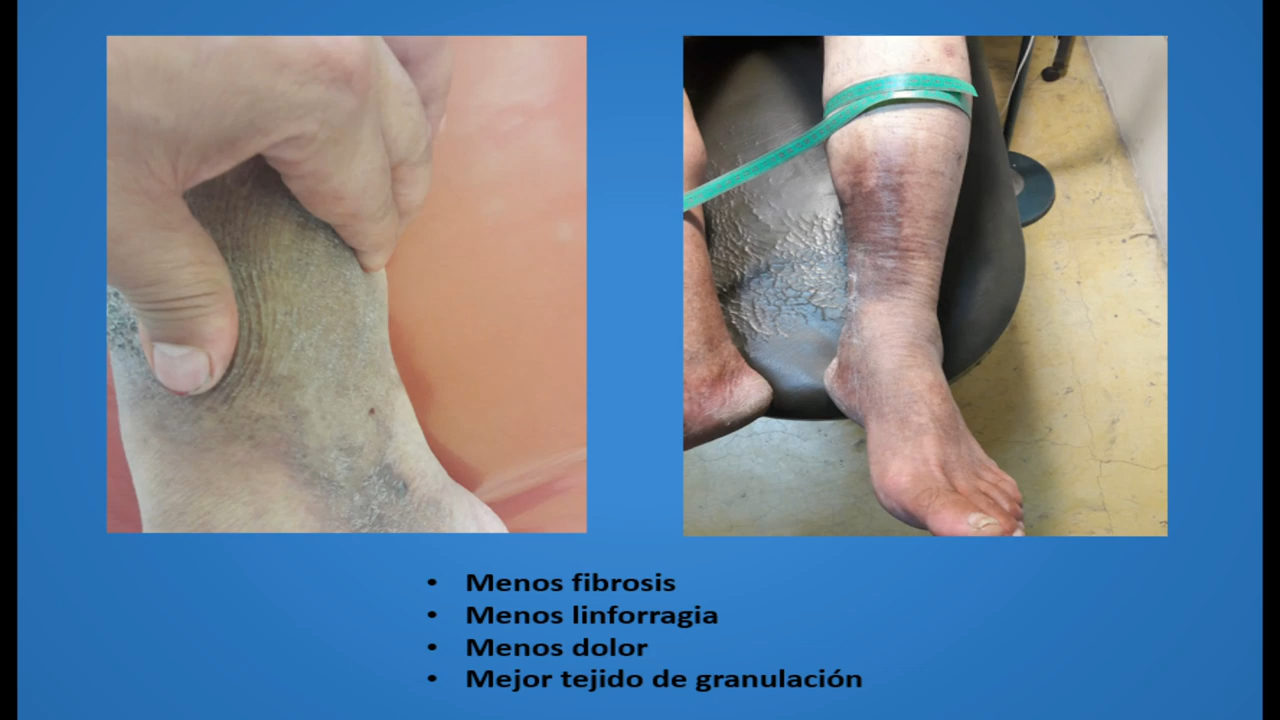 • Menos fibrosis
• Menos linforragia
• Menos dolor
• Mejor tejido de granulación